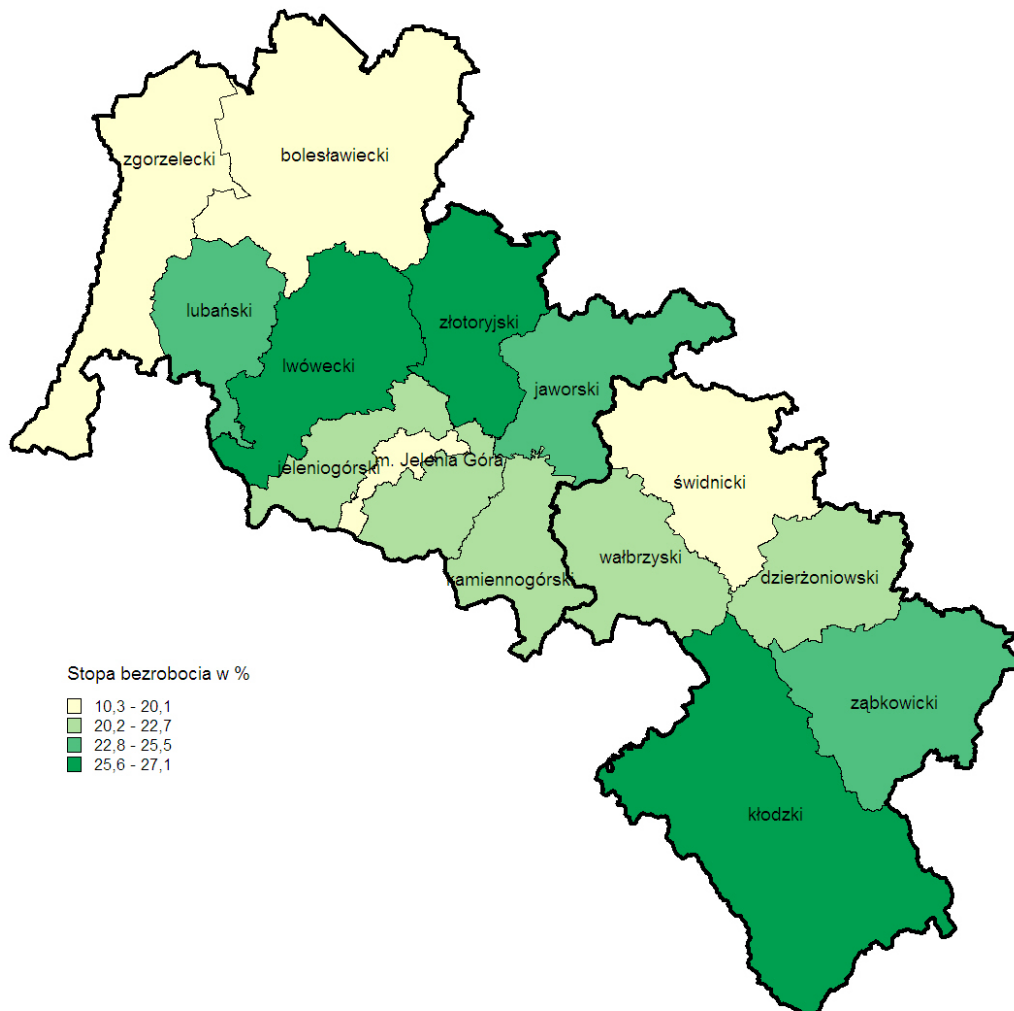 zgorzelecki
bolesławiecki
lubański
złotoryjski
lwówecki
jaworski
m. Jelenia Góra
jeleniogórski
świdnicki
wałbrzyski
kamiennogórski
dzierżoniowski
ząbkowicki
kłodzki
Stopa bezrobocia w %
10,3 - 20,1
20,2 - 22,7
22,8 - 25,5
25,6 - 27,1